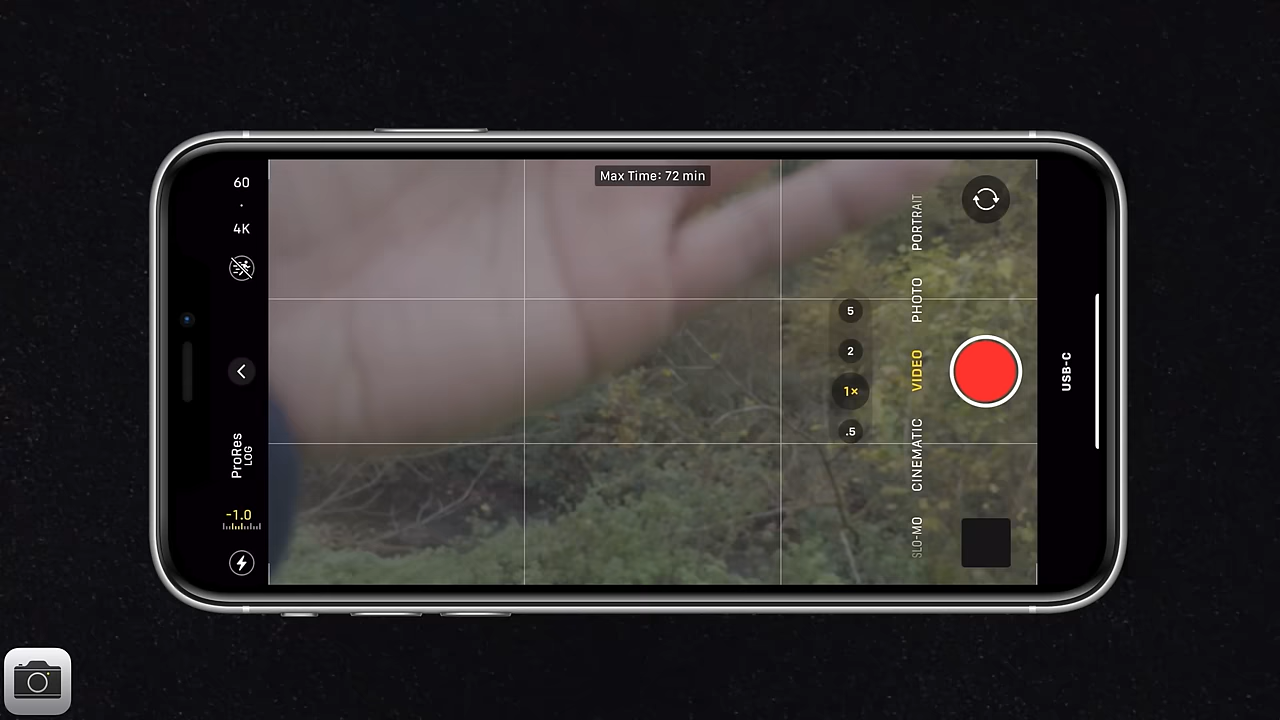 60
·
4K
ProRes
LOG
-1.0
Max Time: 72 min
5
2
1×
.5
PORTRAIT
PHOTO
VIDEO
CINEMATIC
SLO-MO
USB-C